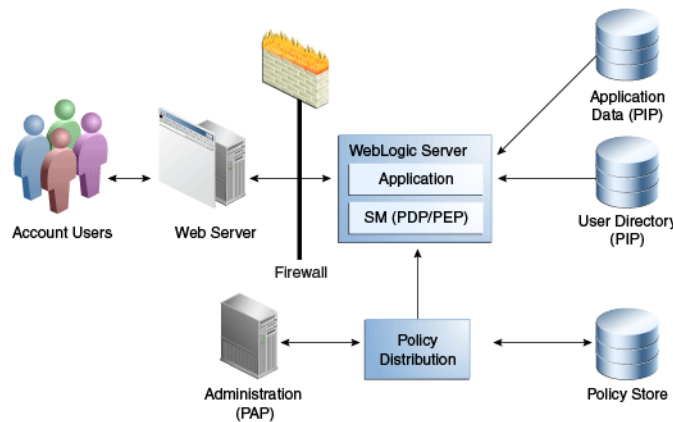 WebLogic Server
Application
SM (PDP/PEP)
Application
Data (PIP)
User Directory
(PIP)
Account Users
Web Server
Firewall
Policy
Distribution
Administration
(PAP)
Policy Store